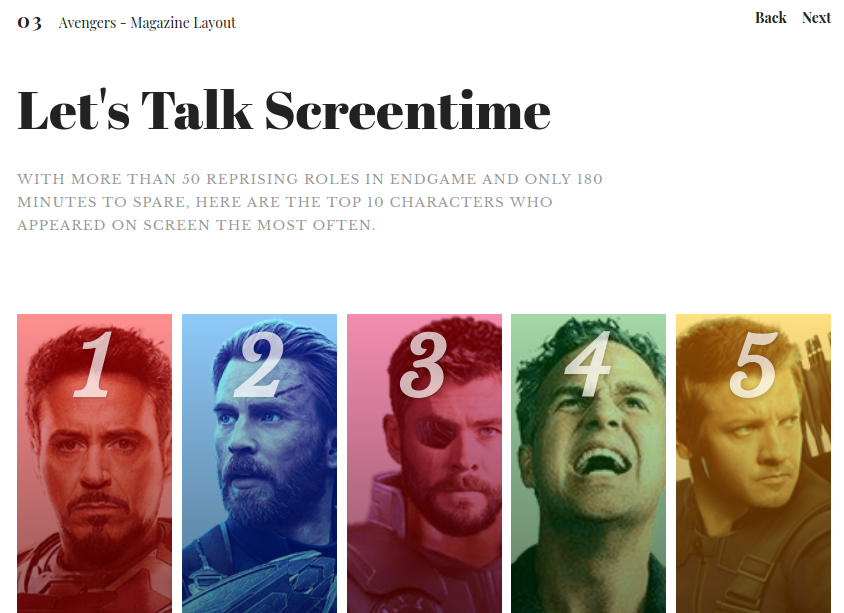 03 Avengers - Magazine Layout
Back Next
Let's Talk Screentime
WITH MORE THAN 50 REPRISING ROLES IN ENDGAME AND ONLY 180
MINUTES TO SPARE, HERE ARE THE TOP 10 CHARACTERS WHO
APPEARED ON SCREEN THE MOST OFTEN.
1 2 3 4 5